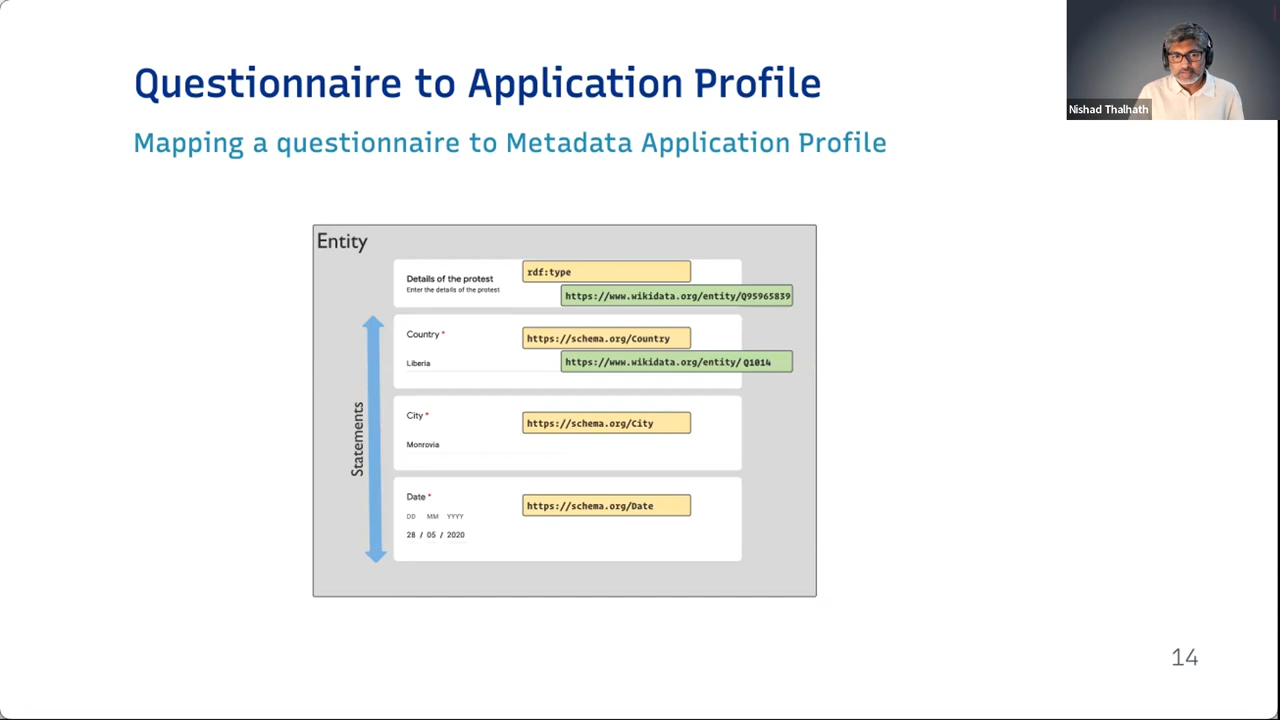 Questionnaire to Application Profile
Mapping a questionnaire to Metadata Application Profile
Nishad Thalhath
Entity
Details of the protest
Enter the details of the protest
rdf:type
https://www.wikidata.org/entity/Q95965839
Statements
Country *
https://schema.org/Country
Liberia
https://www.wikidata.org/entity/ Q1014
City *
https://schema.org/City
Monrovia
Date *
https://schema.org/Date
DD MM YYYY
28 / 05 / 2020
14